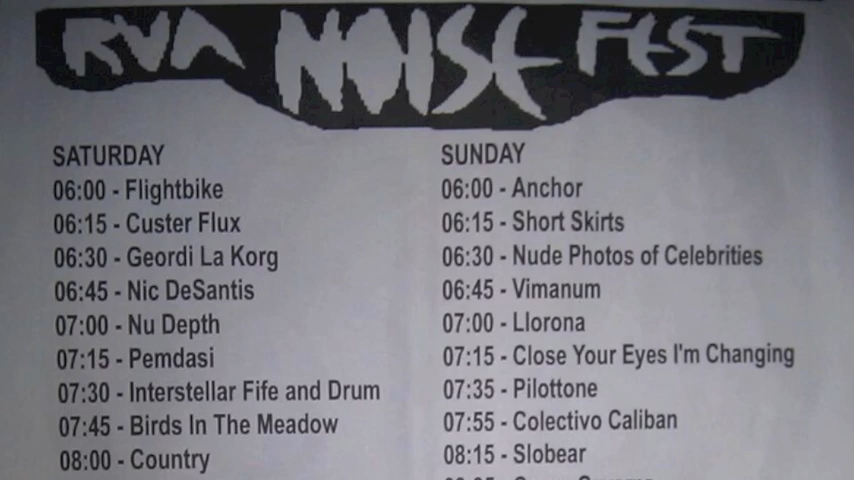 RVA NOISE FEST
SATURDAY
06:00 - Flightbike
06:15 - Custer Flux
06:30 - Geordi La Korg
06:45 - Nic DeSantis
07:00 - Nu Depth
07:15 - Pemdasi
07:30 - Interstellar Fife and Drum
07:45 - Birds In The Meadow
08:00 - Country
SUNDAY
06:00 - Anchor
06:15 - Short Skirts
06:30 - Nude Photos of Celebrities
06:45 - Vimanum
07:00 - Llorona
07:15 - Close Your Eyes I'm Changing
07:35 - Pilottone
07:55 - Colectivo Caliban
08:15 - Slobear